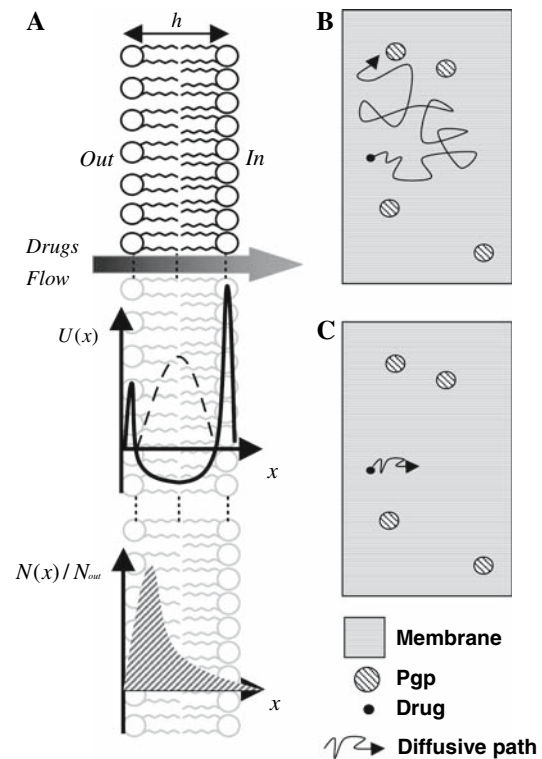 A
h
Out
In
Drugs
Flow
U(x)
x
N(x) / N_out
x
B
C
Membrane
Pgp
Drug
Diffusive path